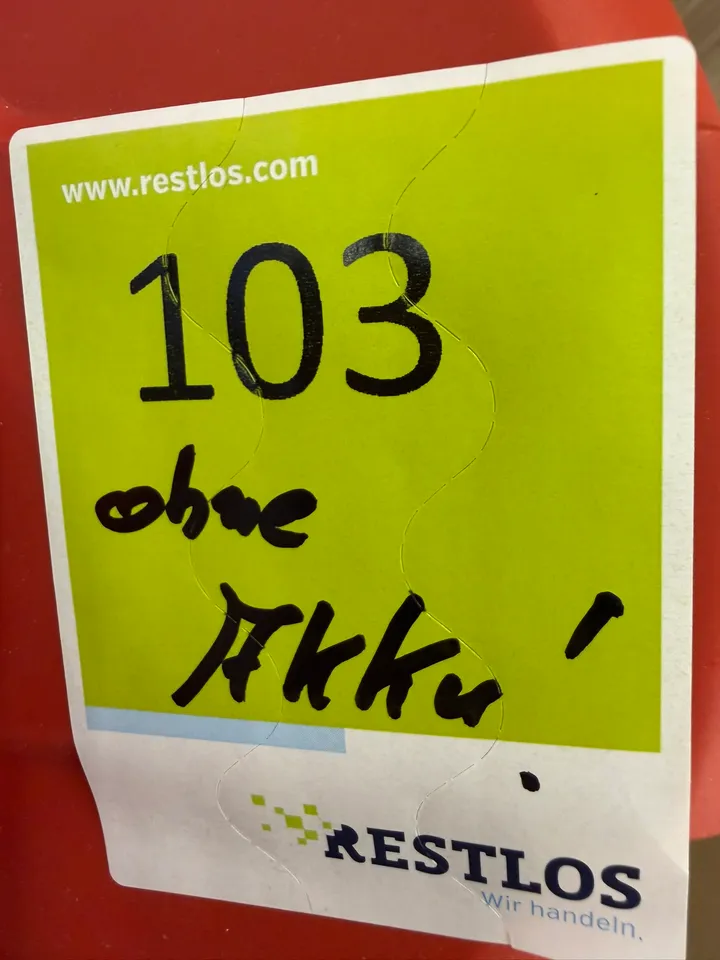 www.restlos.com
103
ohne
Akku!
RESTLOS
Wir handeln.